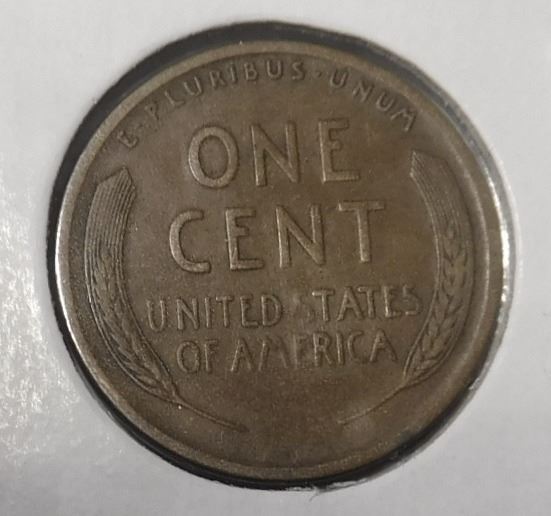 E·PLURIBUS·UNUM
ONE
CENT
UNITED STATES
OF AMERICA